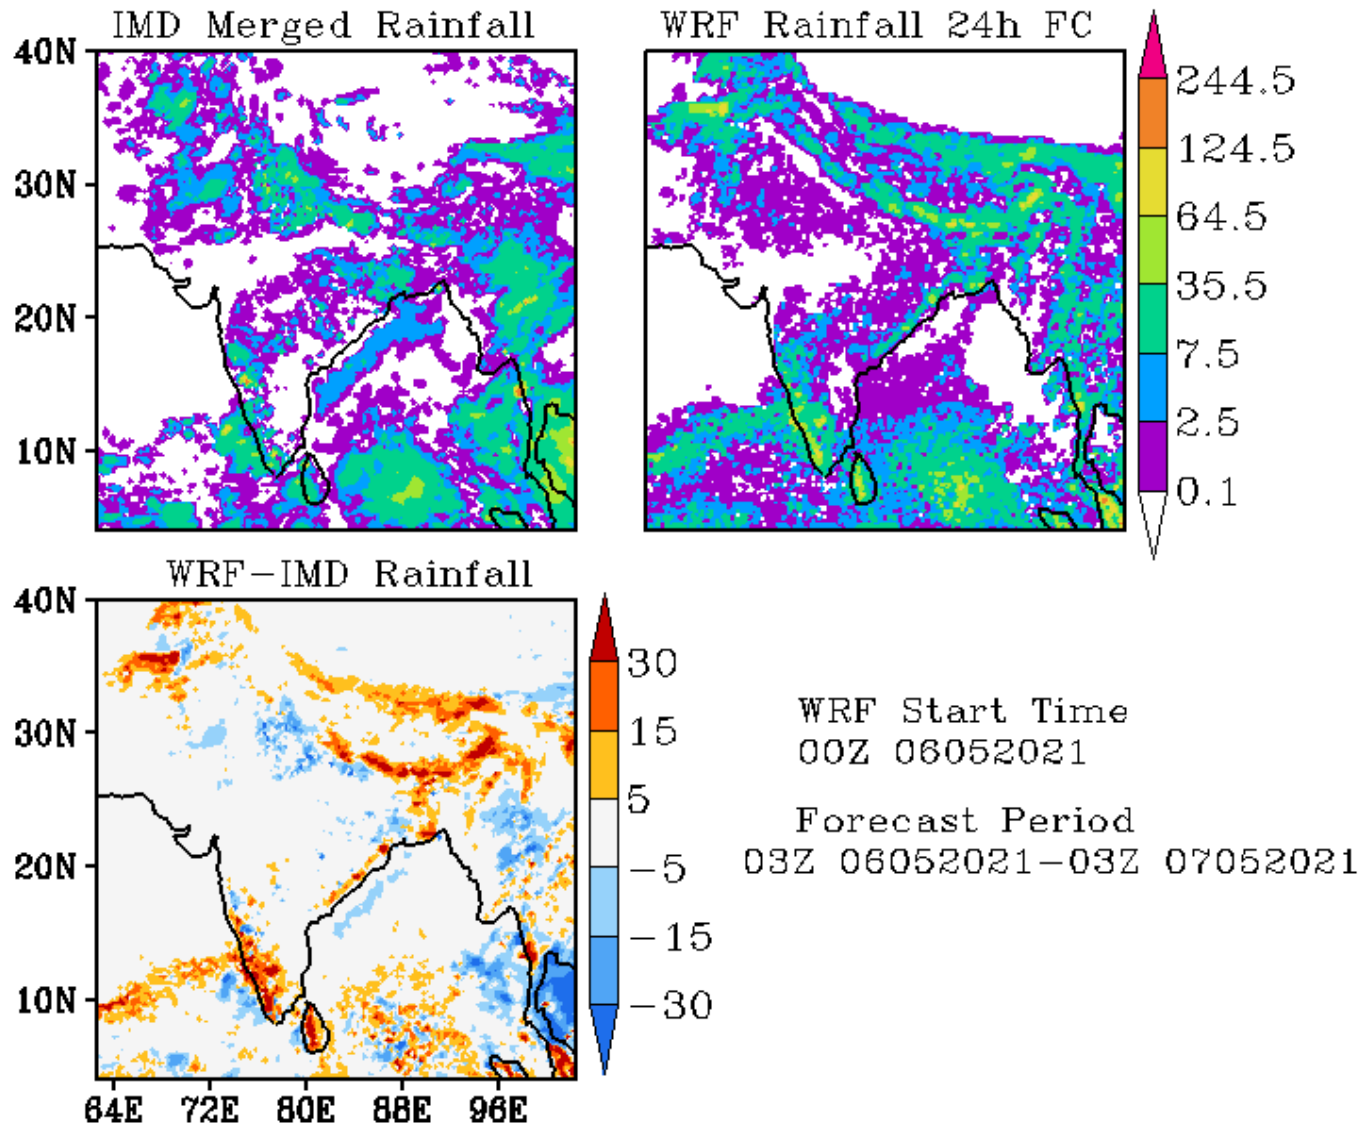 IMD Merged Rainfall
WRF Rainfall 24h FC
40N
30N
20N
10N
244.5
124.5
64.5
35.5
7.5
2.5
0.1
WRF-IMD Rainfall
40N
30N
20N
10N
64E 72E 80E 88E 96E
30
15
5
-5
-15
-30
WRF Start Time
00Z 06052021
Forecast Period
03Z 06052021-03Z 07052021